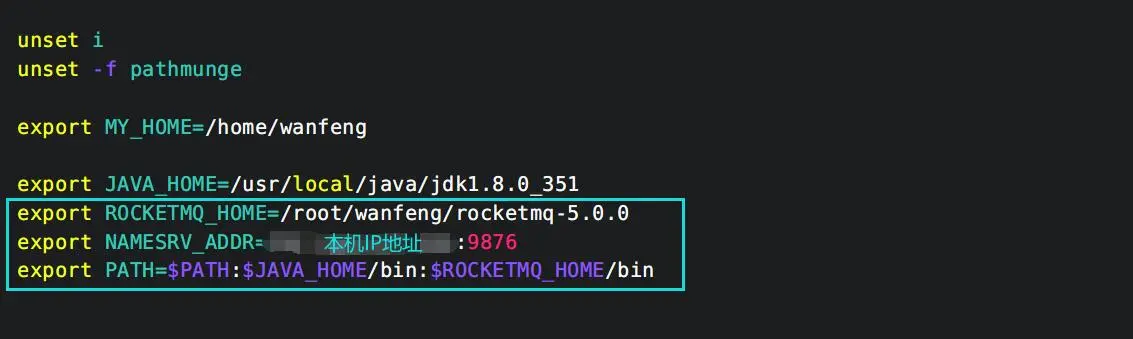 unset i
unset -f pathmunge
export MY_HOME=/home/wanfeng
export JAVA_HOME=/usr/local/java/jdk1.8.0_351
export ROCKETMQ_HOME=/root/wanfeng/rocketmq-5.0.0
export NAMESRV_ADDR=本机IP地址:9876
export PATH=$PATH:$JAVA_HOME/bin:$ROCKETMQ_HOME/bin